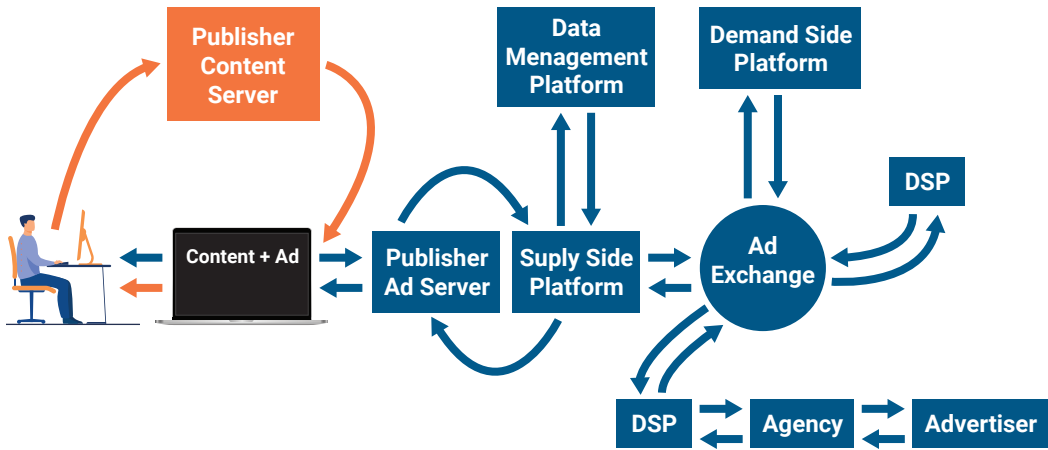 Publisher
Content
Server
Data
Menagement
Platform
Demand Side
Platform
DSP
Content + Ad
Publisher
Ad Server
Suply Side
Platform
Ad
Exchange
DSP
Agency
Advertiser